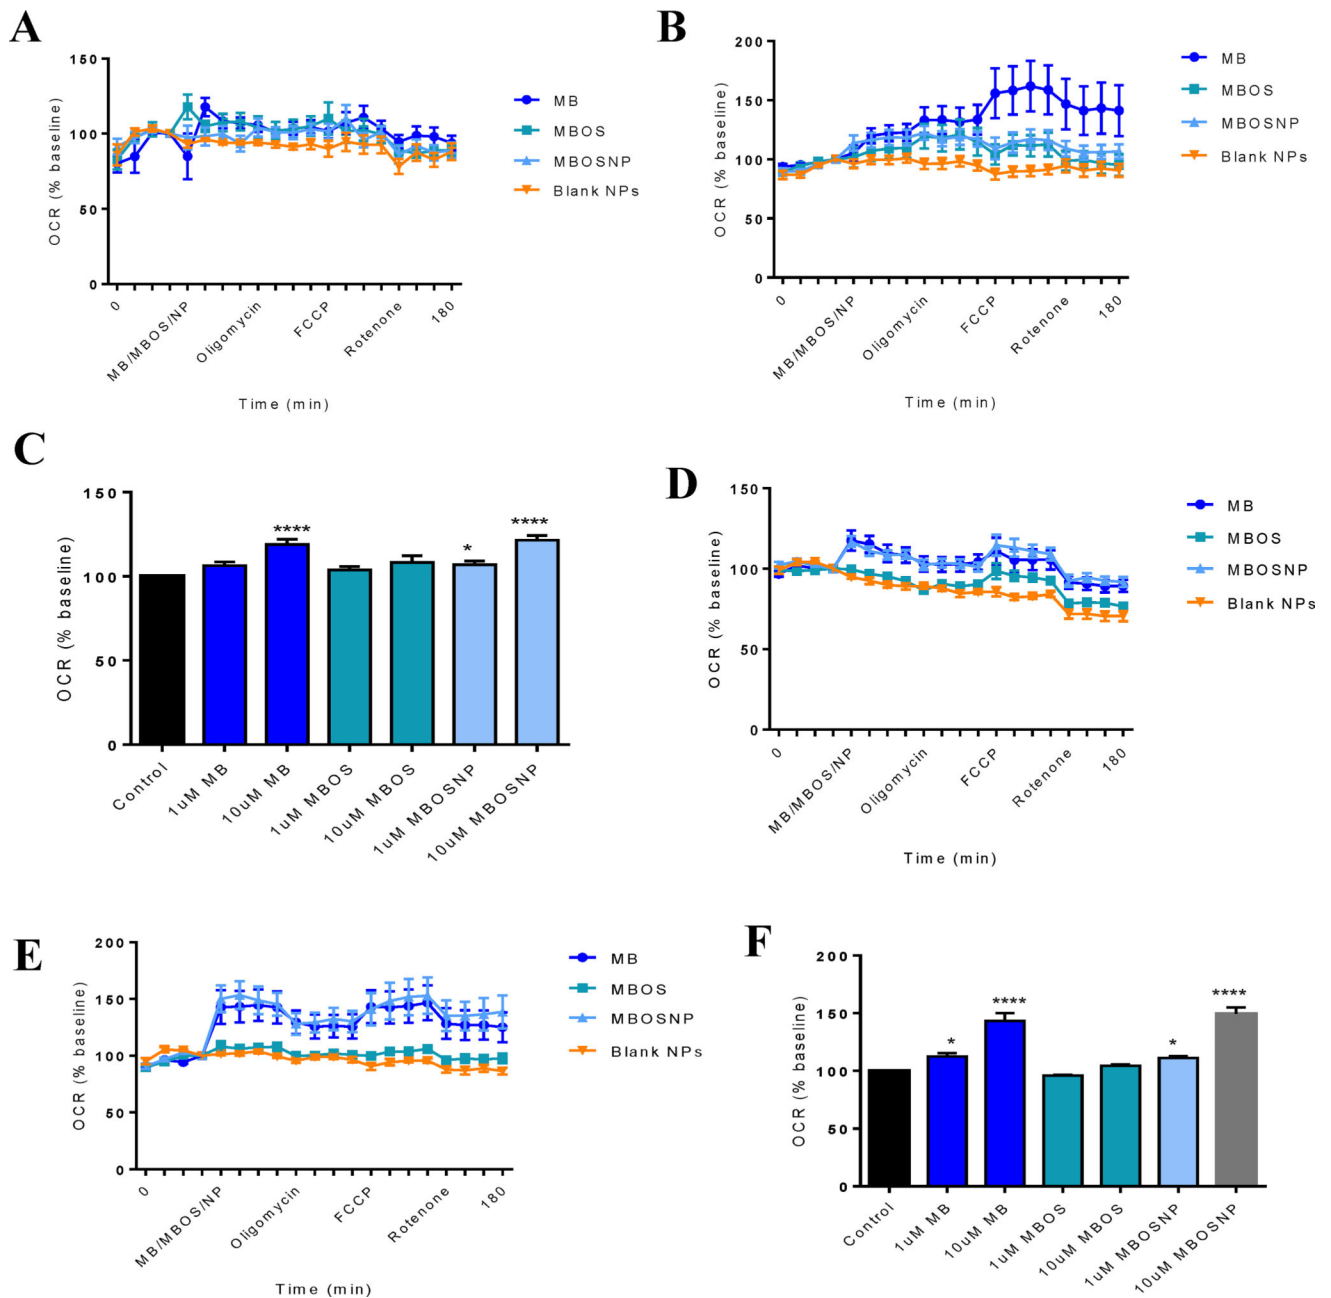 A
OCR (% baseline)
150
100
50
0
0
MB/MBOS/NP
Oligomycin
FCCP
Rotenone
180
Time (min)
MB
MBOS
MBOSNP
Blank NPs
B
OCR (% baseline)
200
150
100
50
0
0
MB/MBOS/NP
Oligomycin
FCCP
Rotenone
180
Time (min)
MB
MBOS
MBOSNP
Blank NPs
C
OCR (% baseline)
150
100
50
0
****
*
****
Control
1uM MB
10uM MB
1uM MBOS
10uM MBOS
1uM MBOSNP
10uM MBOSNP
D
OCR (% baseline)
150
100
50
0
0
MB/MBOS/NP
Oligomycin
FCCP
Rotenone
180
Time (min)
MB
MBOS
MBOSNP
Blank NPs
E
OCR (% baseline)
200
150
100
50
0
0
MB/MBOS/NP
Oligomycin
FCCP
Rotenone
180
Time (min)
MB
MBOS
MBOSNP
Blank NPs
F
OCR (% baseline)
200
150
100
50
0
*
****
*
****
Control
1uM MB
10uM MB
1uM MBOS
10uM MBOS
1uM MBOSNP
10uM MBOSNP